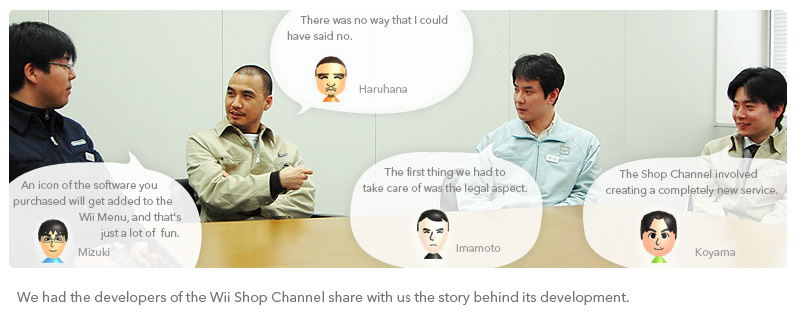 There was no way that I could
have said no.
Haruhana
An icon of the software you
purchased will get added to the
Wii Menu, and that's
just a lot of fun.
Mizuki
The first thing we had to
take care of was the legal aspect.
Imamoto
The Shop Channel involved
creating a completely new service.
Koyama
We had the developers of the Wii Shop Channel share with us the story behind its development.